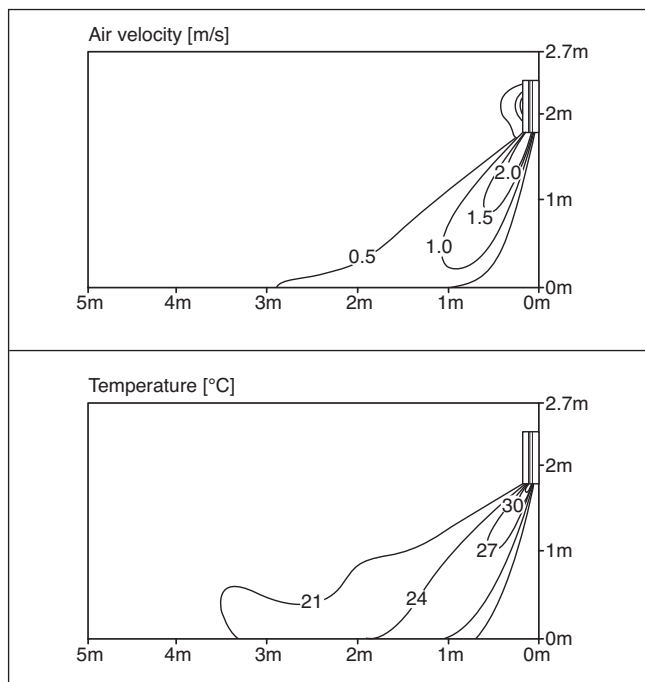 Air velocity [m/s]
2.7m
2m
2.0
1m
1.5
1.0
0.5
0m
5m 4m 3m 2m 1m 0m
Temperature [°C]
2.7m
2m
30
27
1m
21 24
0m
5m 4m 3m 2m 1m 0m